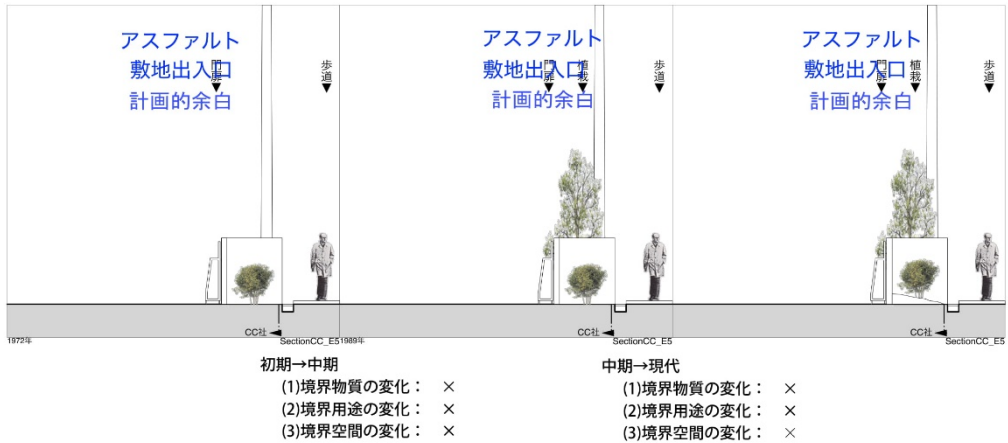 アスファルト
敷地出入口
計画的余白
門扉
歩道
CC社
1972年
SectionCC_E5
アスファルト
敷地出入口
計画的余白
門扉
植栽
歩道
CC社
1989年
SectionCC_E5
アスファルト
敷地出入口
計画的余白
門扉
植栽
歩道
CC社
SectionCC_E5
初期→中期
(1)境界物質の変化： ×
(2)境界用途の変化： ×
(3)境界空間の変化： ×
中期→現代
(1)境界物質の変化： ×
(2)境界用途の変化： ×
(3)境界空間の変化： ×